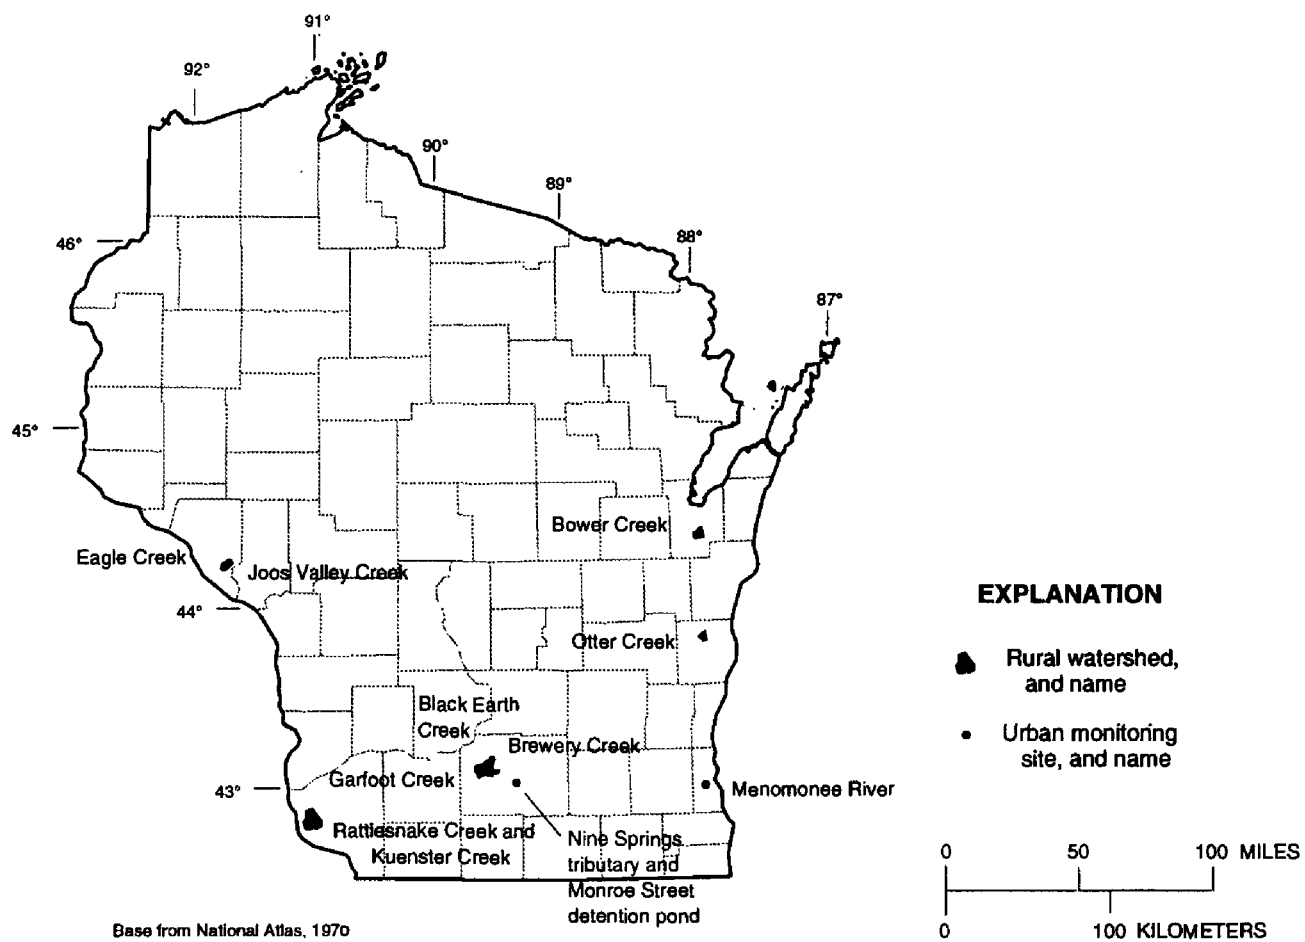 91°
92°
90°
89°
88°
87°
46°
45°
44°
43°
Bower Creek
Eagle Creek
Joos Valley Creek
Otter Creek
Black Earth
Creek
Brewery Creek
Garfoot Creek
Menomonee River
Rattlesnake Creek and
Kuenster Creek
Nine Springs
tributary and
Monroe Street
detention pond
EXPLANATION
Rural watershed,
and name
Urban monitoring
site, and name
0 50 100 MILES
0 100 KILOMETERS
Base from National Atlas, 1970